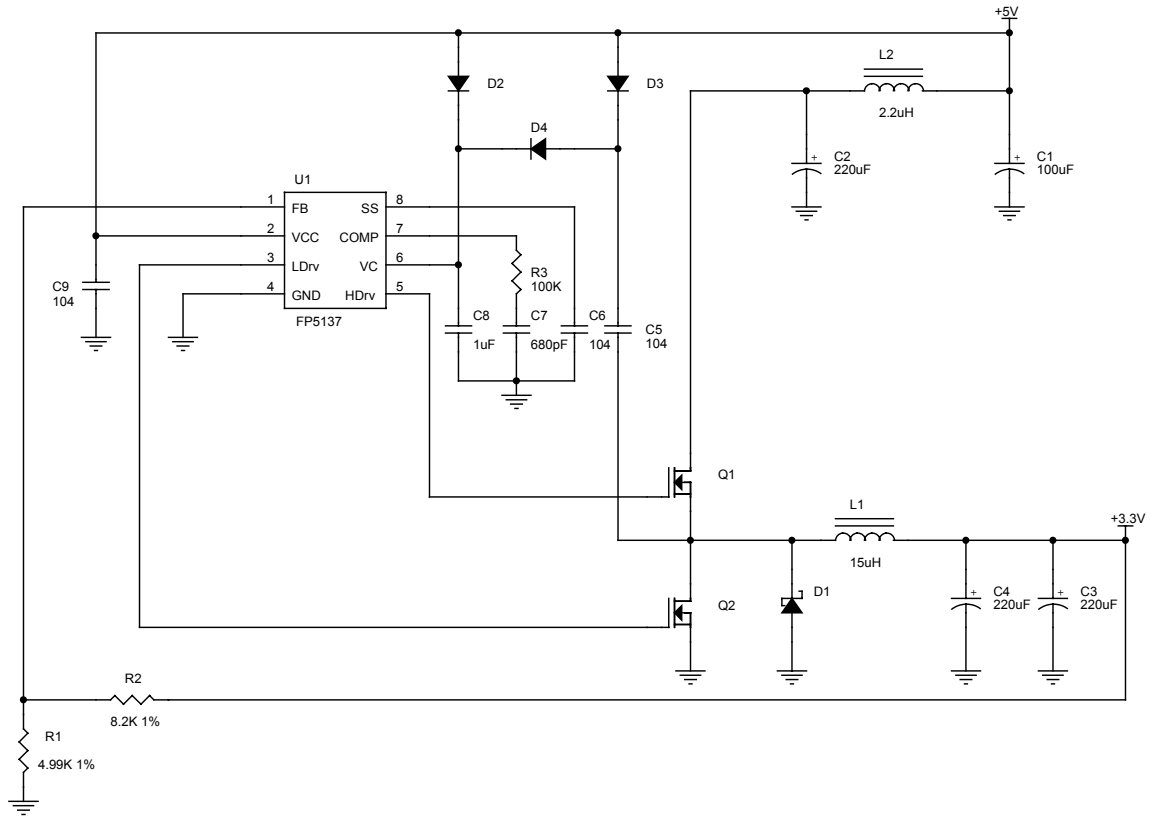 +5V
L2
2.2uH
D2
D3
D4
C2
220uF
+
C1
100uF
+
U1
1 FB SS 8
2 VCC COMP 7
3 LDrv VC 6
4 GND HDrv 5
FP5137
C9
104
R3
100K
C8
1uF
C7
680pF
C6
104
C5
104
Q1
L1
15uH
+3.3V
Q2
D1
C4
220uF
+
C3
220uF
+
R2
8.2K 1%
R1
4.99K 1%